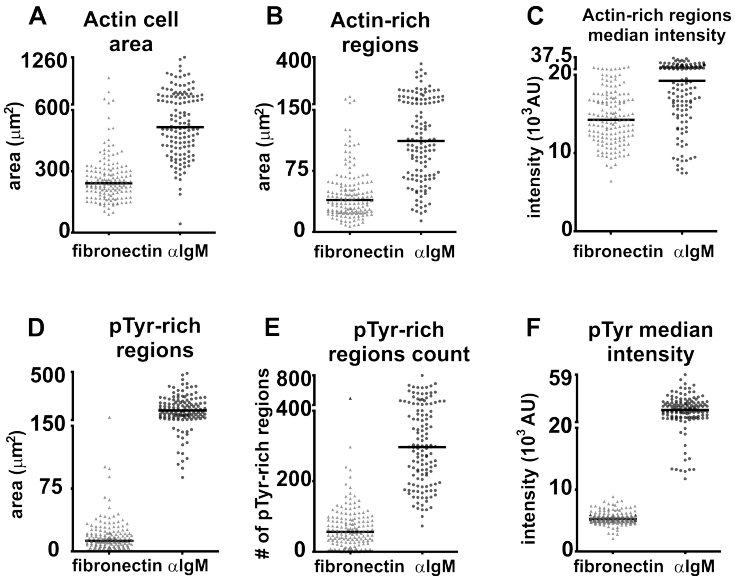 A
Actin cell
area
area (μm²)
1260
600
300
0
fibronectin αIgM
B
Actin-rich
regions
area (μm²)
400
150
75
0
fibronectin αIgM
C
Actin-rich regions
median intensity
intensity (10³ AU)
37.5
20
10
0
fibronectin αIgM
D
pTyr-rich
regions
area (μm²)
500
150
75
0
fibronectin αIgM
E
pTyr-rich
regions count
# of pTyr-rich regions
800
400
200
0
fibronectin αIgM
F
pTyr median
intensity
intensity (10³ AU)
59
20
10
0
fibronectin αIgM